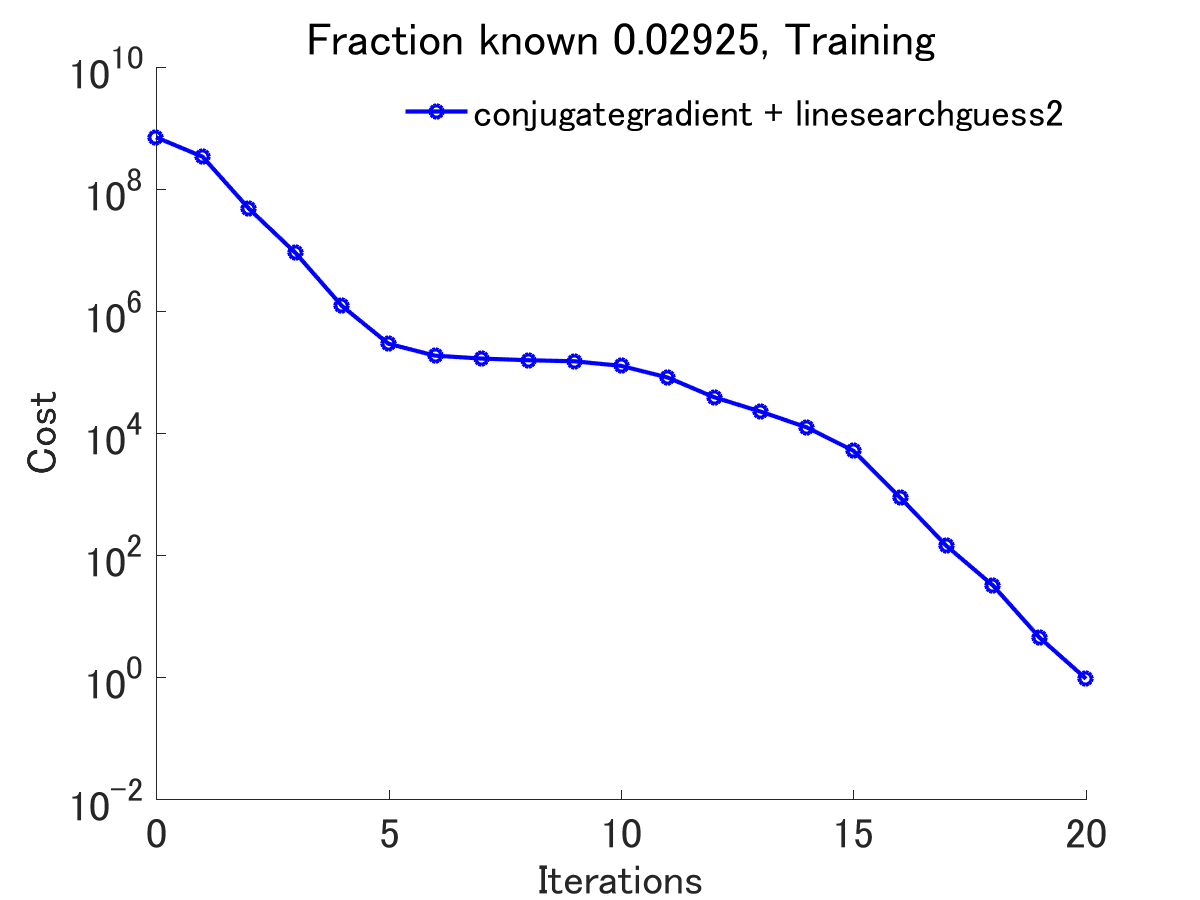 Fraction known 0.02925, Training
conjugategradient + linesearchguess2
10^10
10^8
10^6
10^4
10^2
10^0
10^-2
Cost
0 5 10 15 20
Iterations